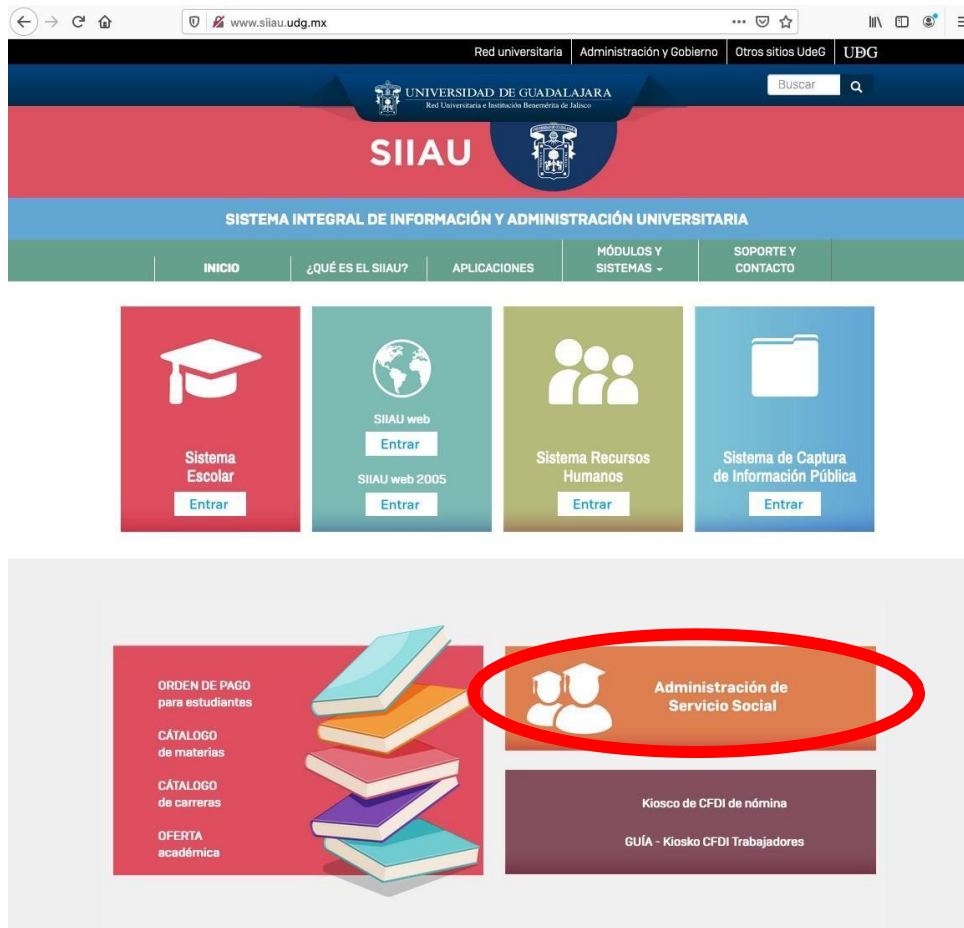 www.siiau.udg.mx
Red universitaria Administración y Gobierno Otros sitios UdeG UDG
UNIVERSIDAD DE GUADALAJARA
Red Universitaria e Institución Benemérita de Jalisco
Buscar
SIIAU
SISTEMA INTEGRAL DE INFORMACIÓN Y ADMINISTRACIÓN UNIVERSITARIA
INICIO
¿QUÉ ES EL SIIAU?
APLICACIONES
MÓDULOS Y
SISTEMAS
SOPORTE Y
CONTACTO
Sistema
Escolar
Entrar
SIIAU web
Entrar
SIIAU web 2005
Entrar
Sistema Recursos
Humanos
Entrar
Sistema de Captura
de Información Pública
Entrar
ORDEN DE PAGO
para estudiantes
CÁTALOGO
de materias
CÁTALOGO
de carreras
OFERTA
académica
Administración de
Servicio Social
Kiosco de CFDI de nómina
GUÍA - Kiosko CFDI Trabajadores